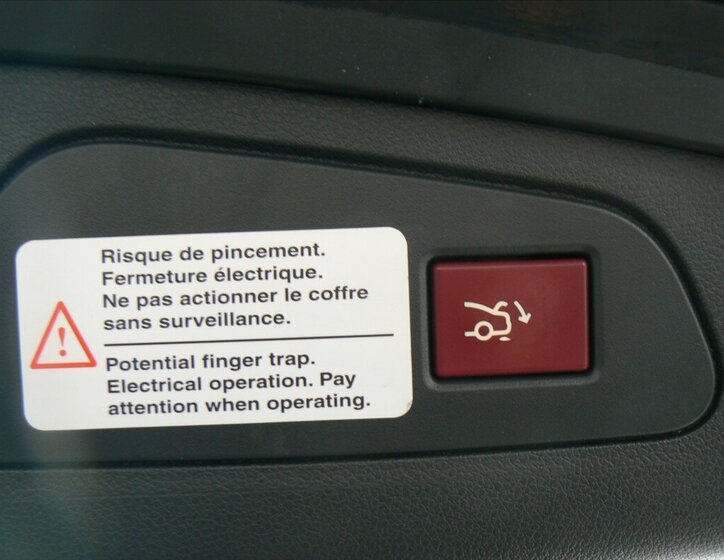 Risque de pincement.
Fermeture électrique.
Ne pas actionner le coffre
sans surveillance.
Potential finger trap.
Electrical operation. Pay
attention when operating.